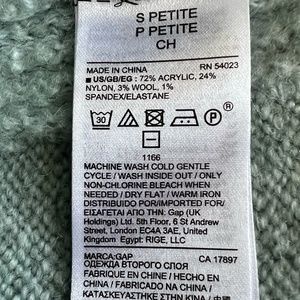 S PETITE
P PETITE
CH
MADE IN CHINA RN 54023
■ US/GB/EG : 72% ACRYLIC, 24%
NYLON, 3% WOOL, 1%
SPANDEX/ELASTANE
30 P ®
1166
MACHINE WASH COLD GENTLE
CYCLE / WASH INSIDE OUT / ONLY
NON-CHLORINE BLEACH WHEN
NEEDED / DRY FLAT / WARM IRON
DISTRIBUIDO POR/IMPORTED FOR/
ΕΙΣΑΓΕΤΑΙ ΑΠΟ ΤΗΝ: Gap (UK
Holdings) Ltd. 5th Floor, 6 St Andrew
Street, London EC4A 3AE, United
Kingdom Egypt: RIGE, LLC
MARCA:GAP CA 17897
ОДЕЖДА ВТОРОГО СЛОЯ
FABRIQUE EN CHINE / HECHO EN
CHINA / FABRICADO NA CHINA /
ΚΑΤΑΣΚΕΥΑΣΤΗΚΕ ΣΤΗΝ ΚΙΝΑ / 中